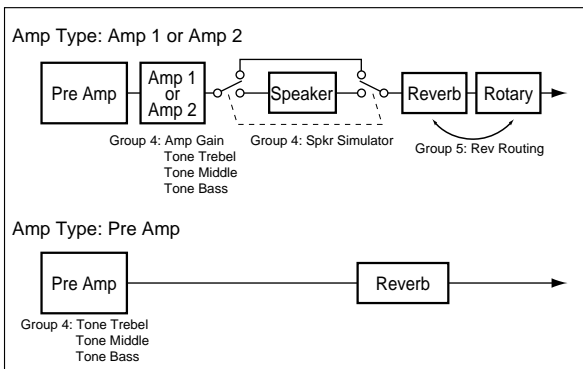 Amp Type: Amp 1 or Amp 2
Pre Amp
Amp 1
or
Amp 2
Speaker
Reverb
Rotary
Group 4: Amp Gain
Tone Trebel
Tone Middle
Tone Bass
Group 4: Spkr Simulator
Group 5: Rev Routing
Amp Type: Pre Amp
Pre Amp
Reverb
Group 4: Tone Trebel
Tone Middle
Tone Bass